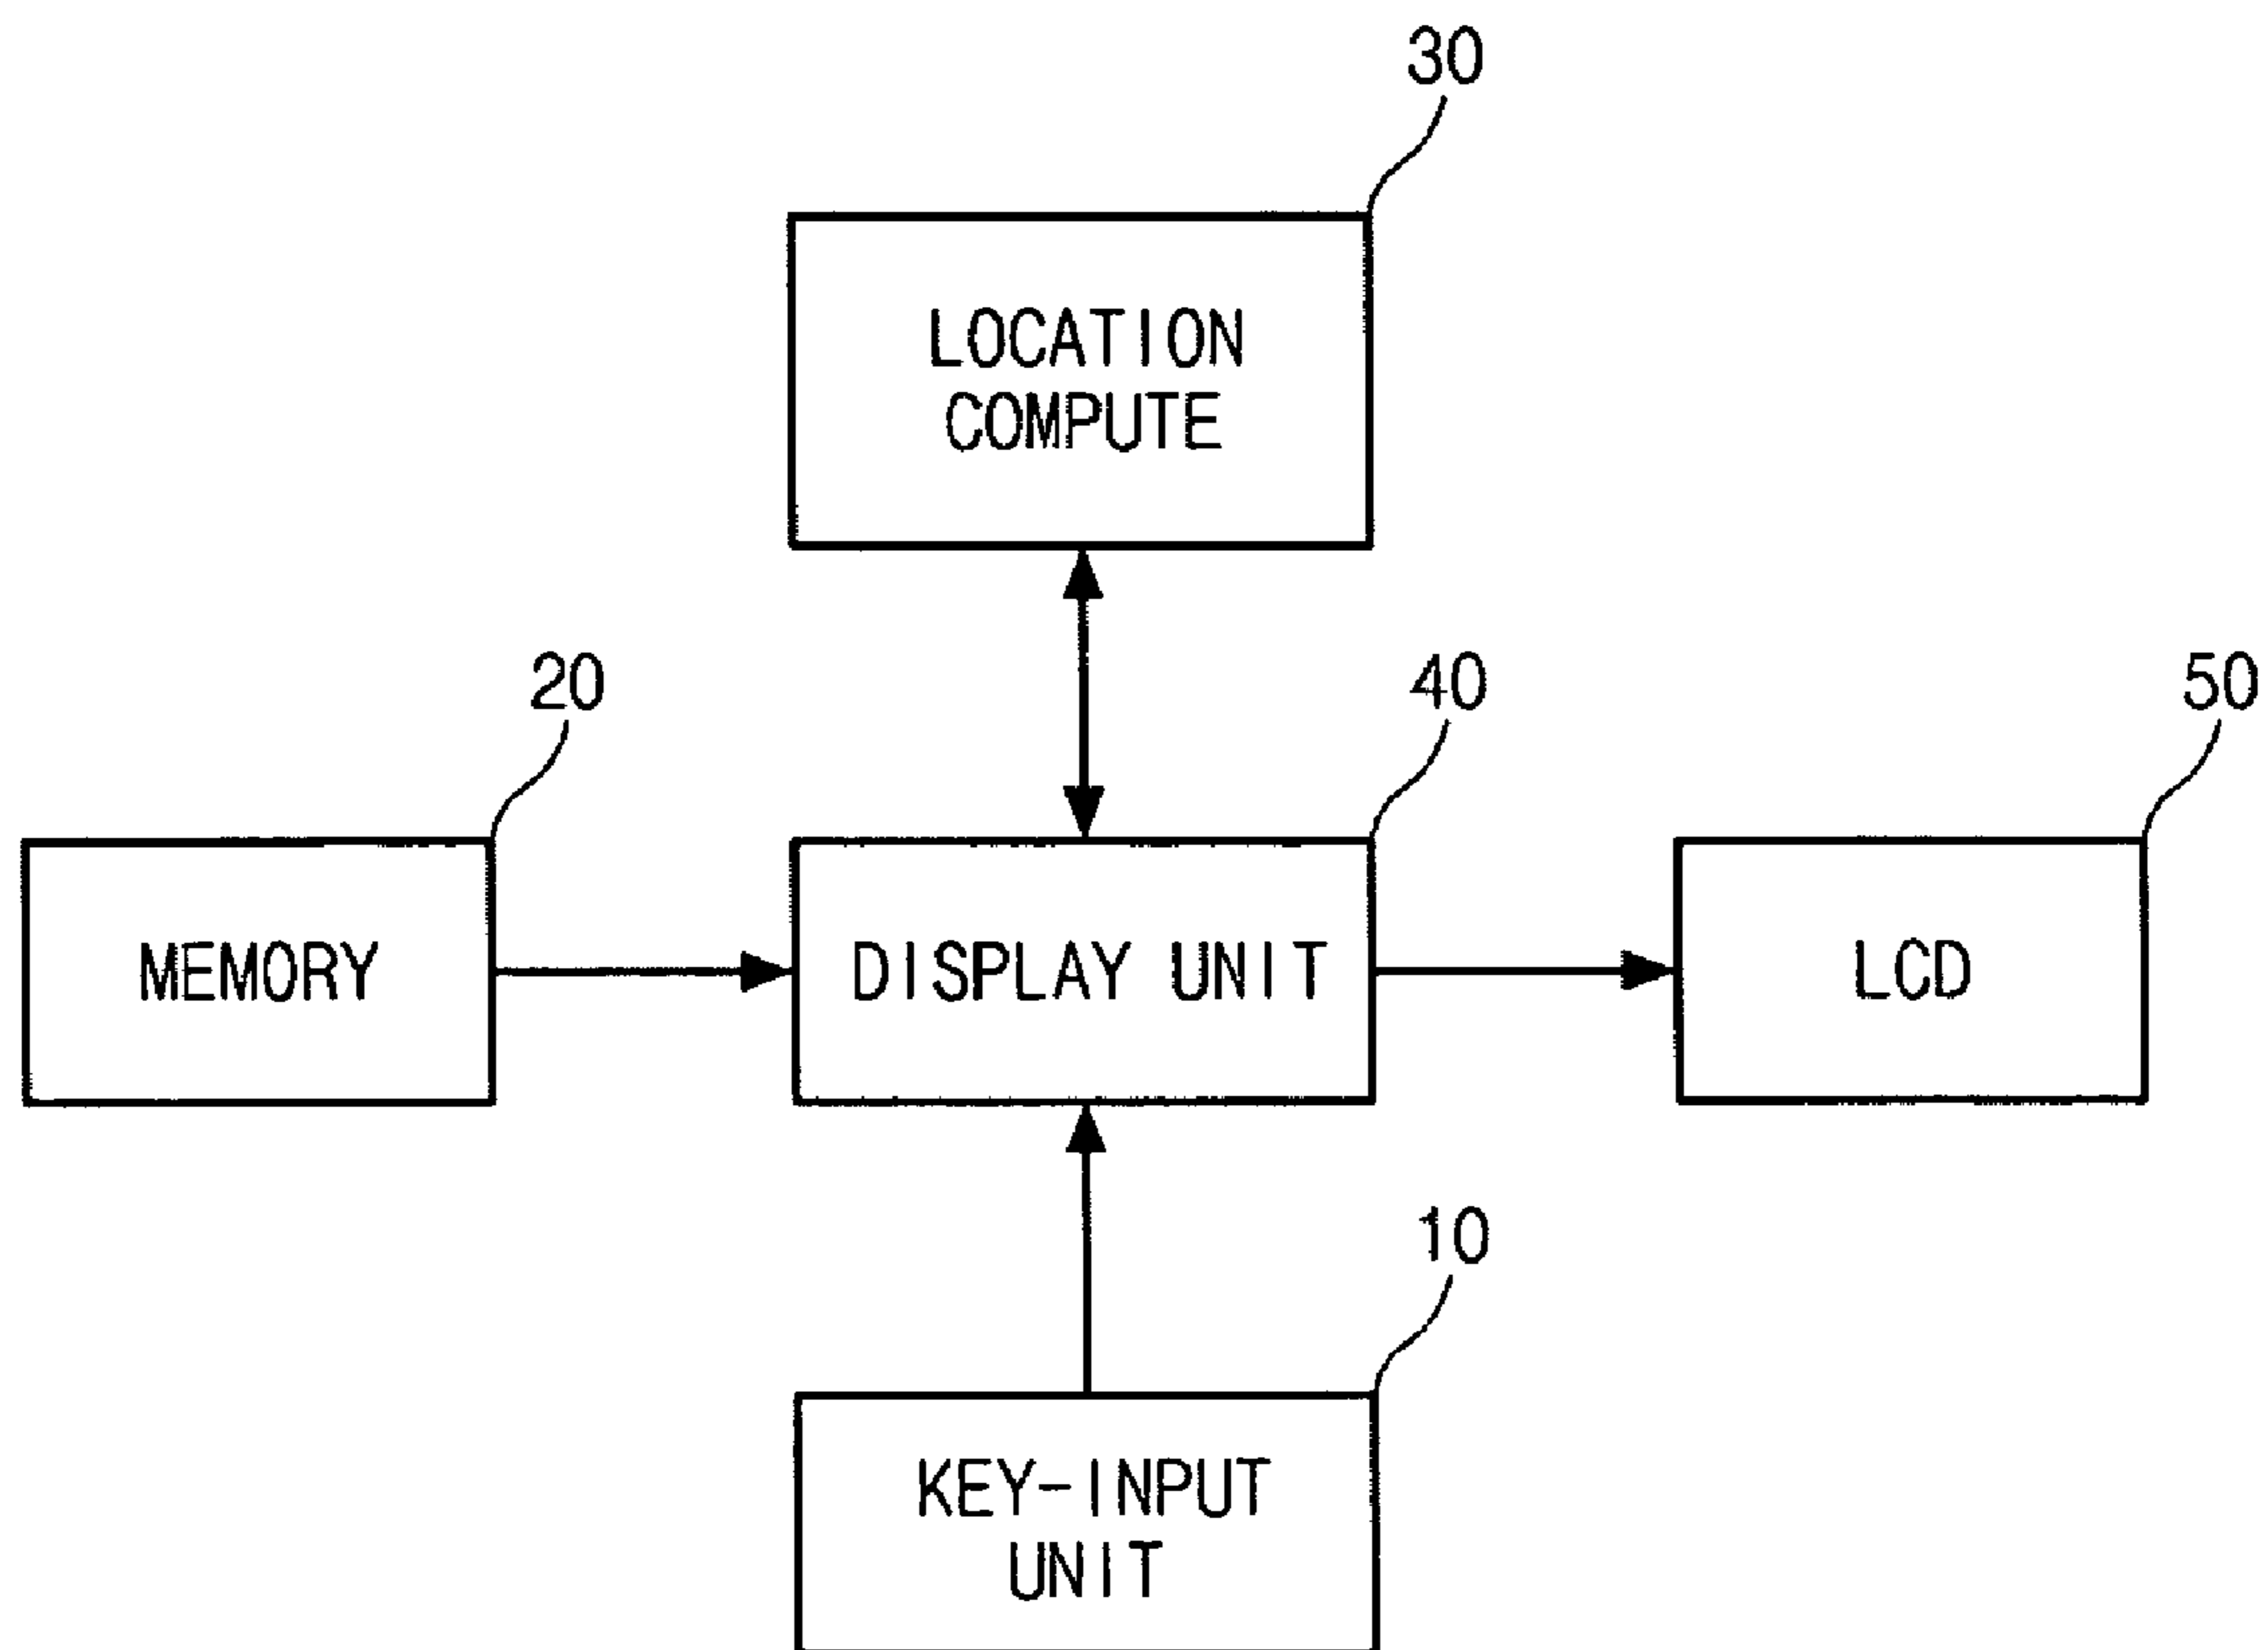 30
LOCATION
COMPUTE
20
40
50
MEMORY
DISPLAY UNIT
LCD
10
KEY-INPUT
UNIT